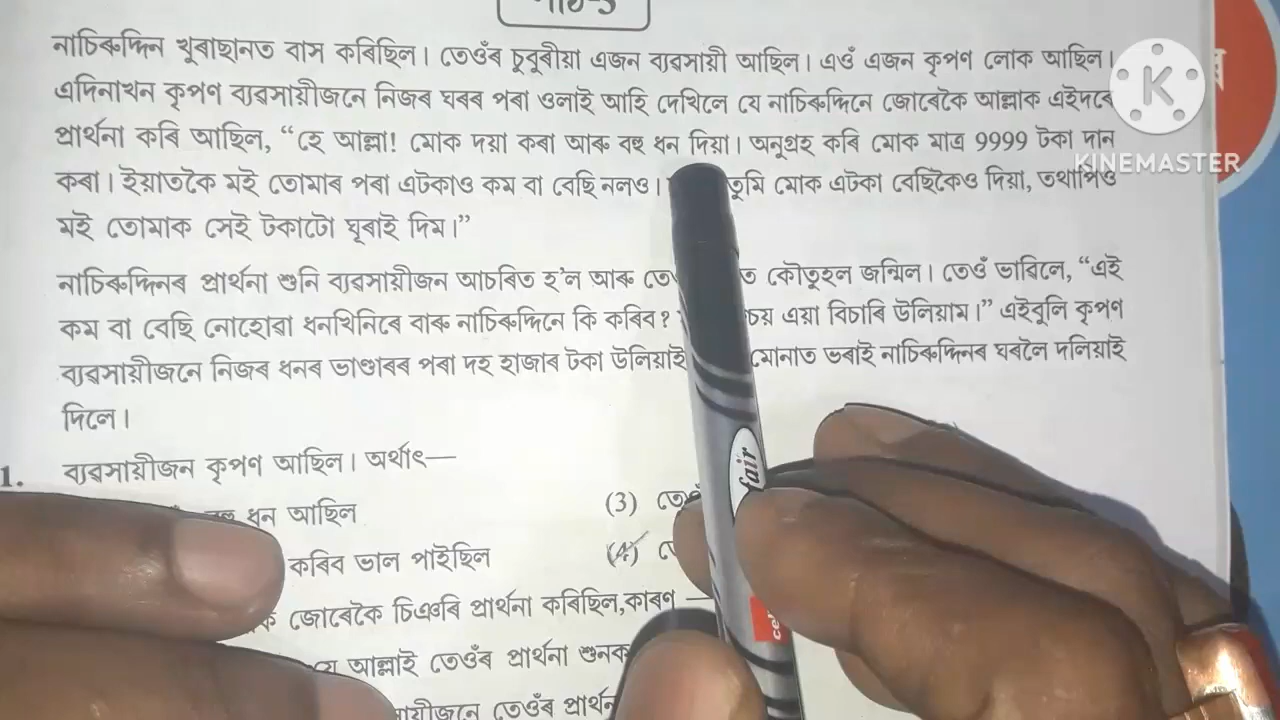 নাচিৰুদ্দিন খুৰাছানত বাস কৰিছিল। তেওঁৰ চুবুৰীয়া এজন ব্যৱসায়ী আছিল। এওঁ এজন কৃপণ লোক আছিল।
এদিনাখন কৃপণ ব্যৱসায়ীজনে নিজৰ ঘৰৰ পৰা ওলাই আহি দেখিলে যে নাচিৰুদ্দিনে জোৰেৰে আল্লাক এইদৰে
প্ৰাৰ্থনা কৰি আছিল, “হে আল্লা! মোক দয়া কৰা আৰু বহু ধন দিয়া। অনুগ্ৰহ কৰি মোক মাত্ৰ 9999 টকা দান
কৰা। ইয়াতকৈ মই তোমাৰ পৰা এটকাও কম বা বেছি নলওঁ। তুমি মোক এটকা বেছিকৈও দিয়া, তথাপিও
মই তোমাক সেই টকাটো ঘূৰাই দিম।”
নাচিৰুদ্দিনৰ প্ৰাৰ্থনা শুনি ব্যৱসায়ীজন আচৰিত হ’ল আৰু কৌতুহল জন্মিল। তেওঁ ভাবিলে, “এই
কম বা বেছি নোহোৱা ধনখিনিৰে বাৰু নাচিৰুদ্দিনে কি কৰিব? এয়া বিচাৰি উলিয়াম।” এইবুলি কৃপণ
ব্যৱসায়ীজনে নিজৰ ধনৰ ভাণ্ডাৰৰ পৰা দহ হাজাৰ টকা উলিয়াই মোনাত ভৰাই নাচিৰুদ্দিনৰ ঘৰলৈ দলিয়াই
দিলে।
1. ব্যৱসায়ীজন কৃপণ আছিল। অৰ্থাৎ—
ধন আছিল (3)
কৰিব ভাল পাইছিল (4)
জোৰেৰে চিঞৰি প্ৰাৰ্থনা কৰিছিল,কাৰণ —
আল্লাই তেওঁৰ প্ৰাৰ্থনা
তেওঁৰ
fair
KINEMASTER